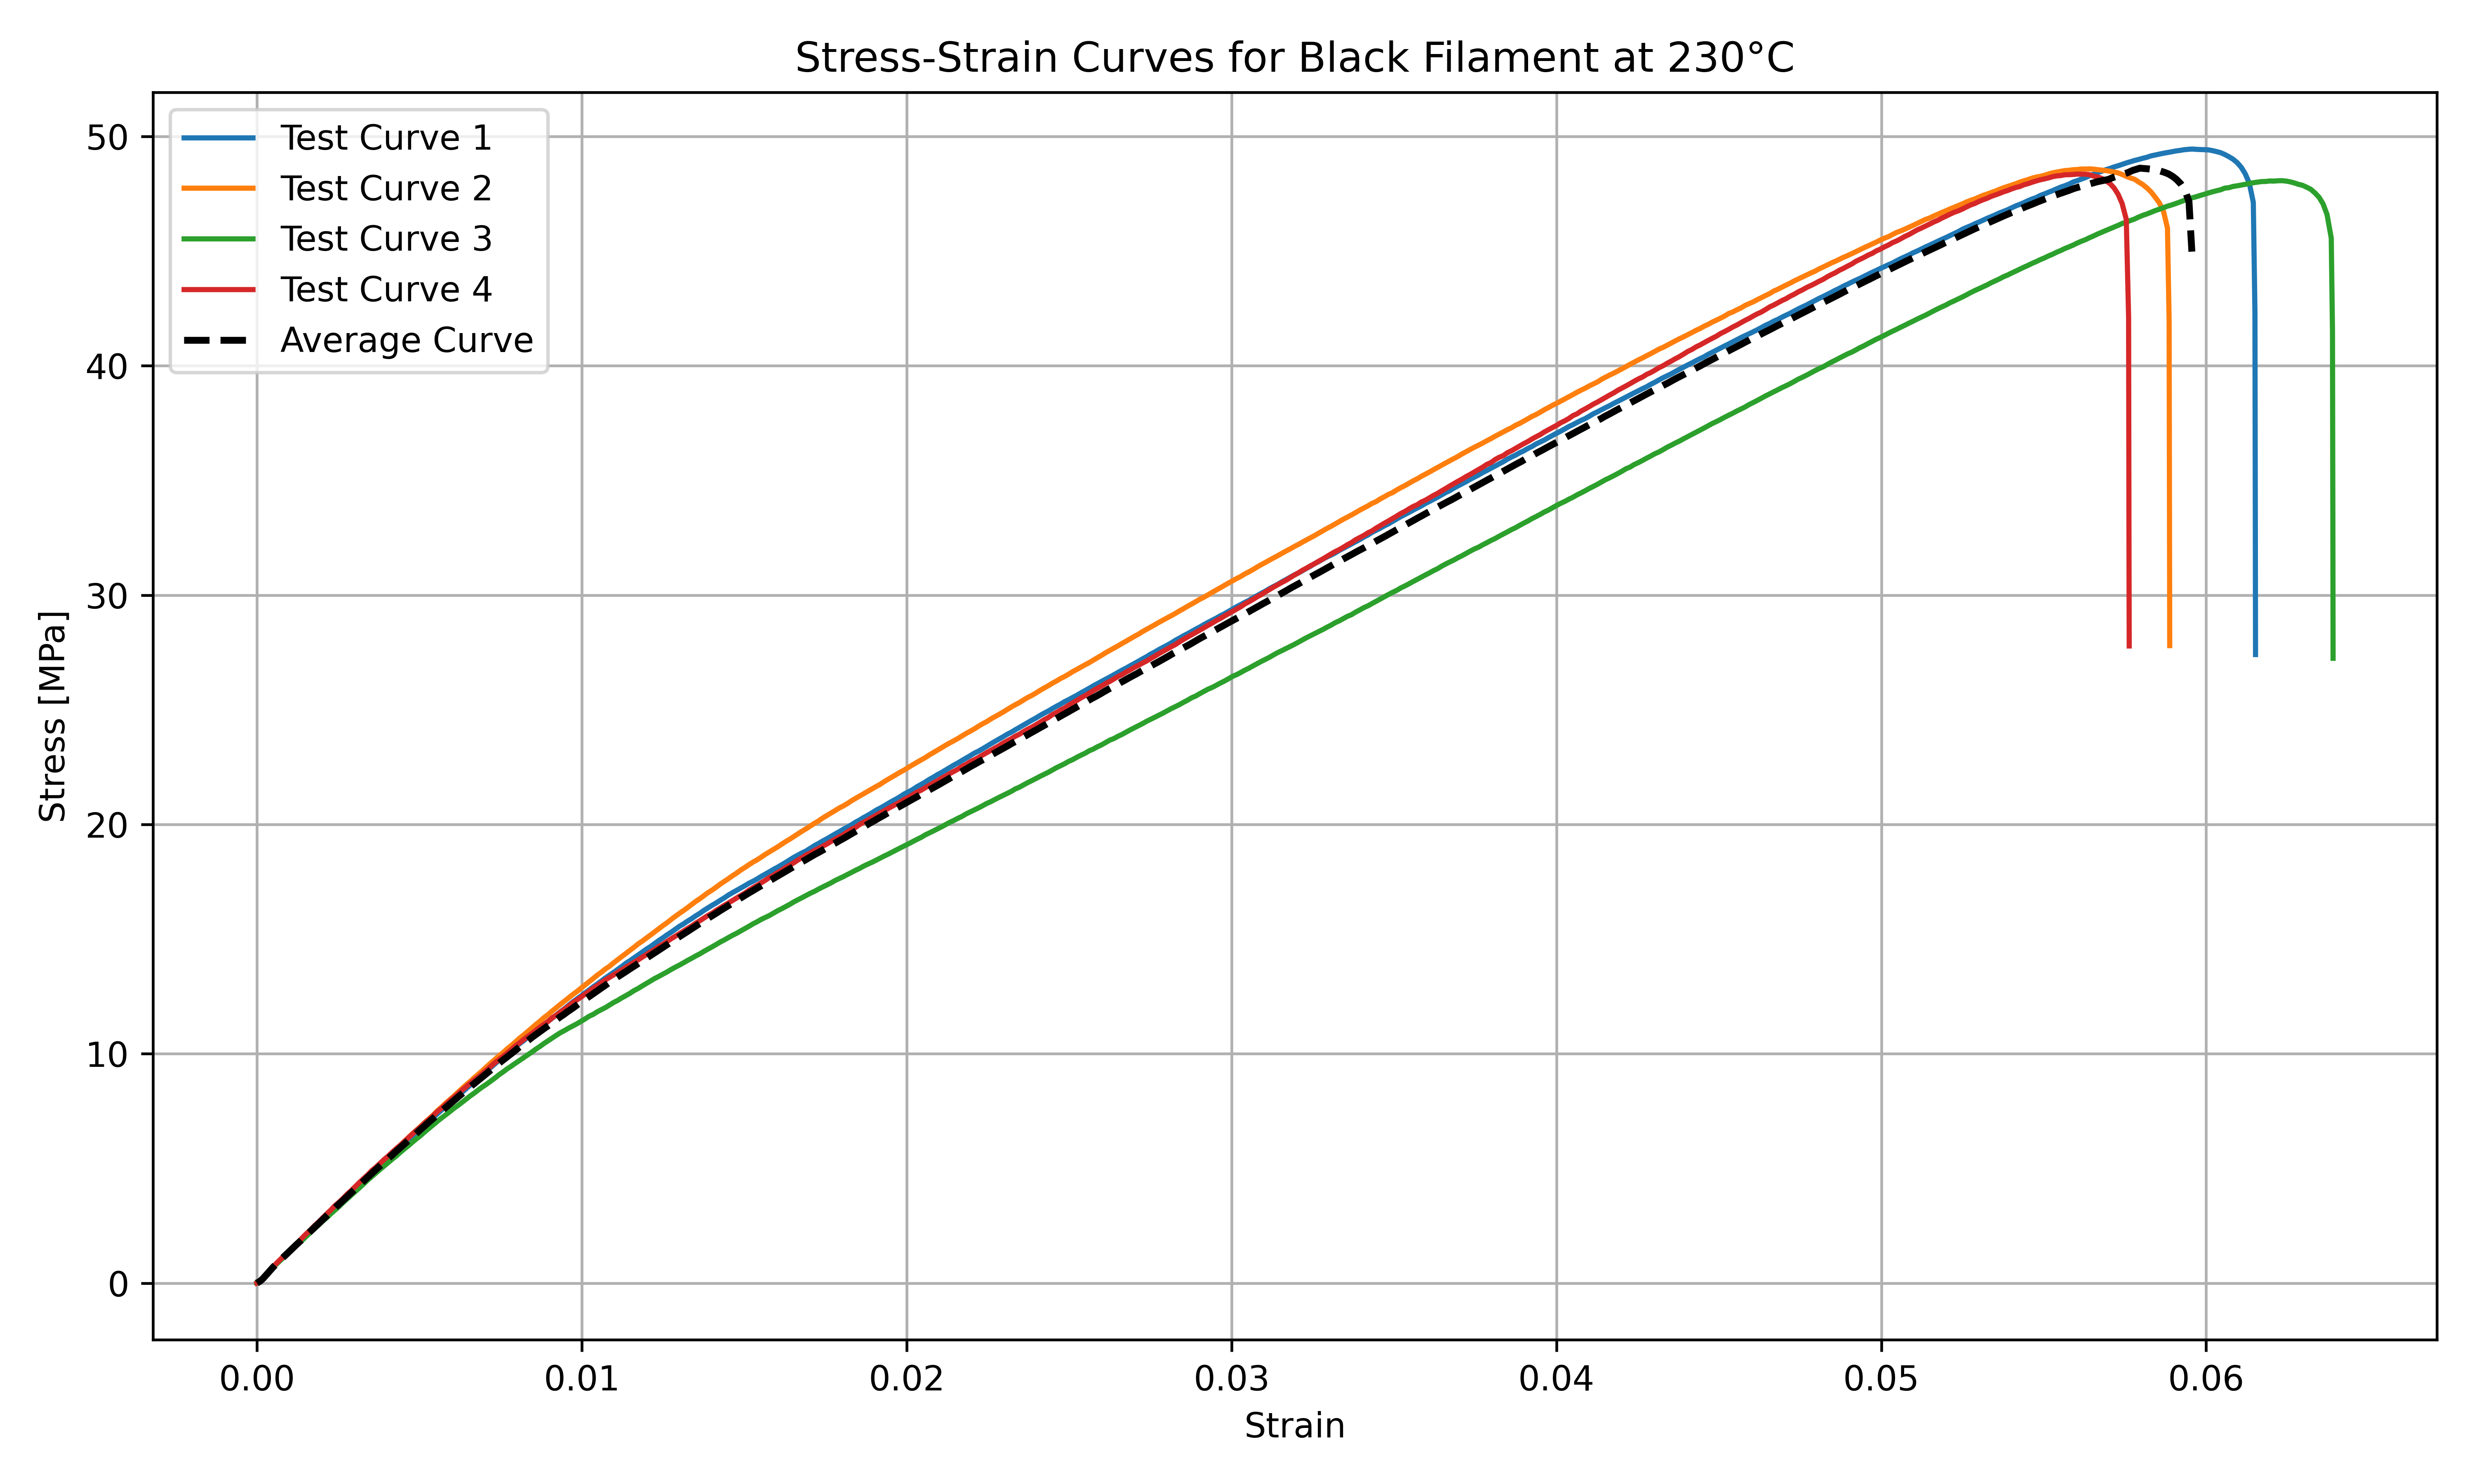 Stress-Strain Curves for Black Filament at 230°C
Test Curve 1
Test Curve 2
Test Curve 3
Test Curve 4
Average Curve
Stress [MPa]
50
40
30
20
10
0
0.00 0.01 0.02 0.03 0.04 0.05 0.06
Strain